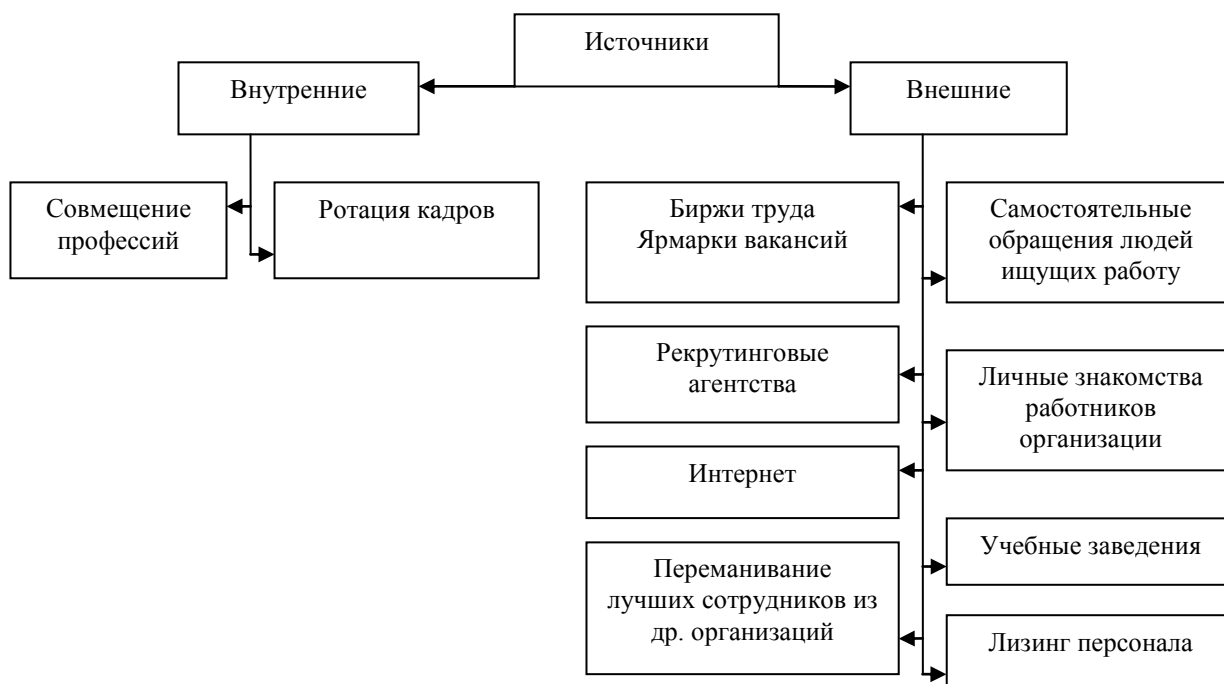 Источники
Внутренние
Внешние
Совмещение
профессий
Ротация кадров
Биржи труда
Ярмарки вакансий
Самостоятельные
обращения людей
ищущих работу
Рекрутинговые
агентства
Личные знакомства
работников
организации
Интернет
Учебные заведения
Переманивание
лучших сотрудников из
др. организаций
Лизинг персонала